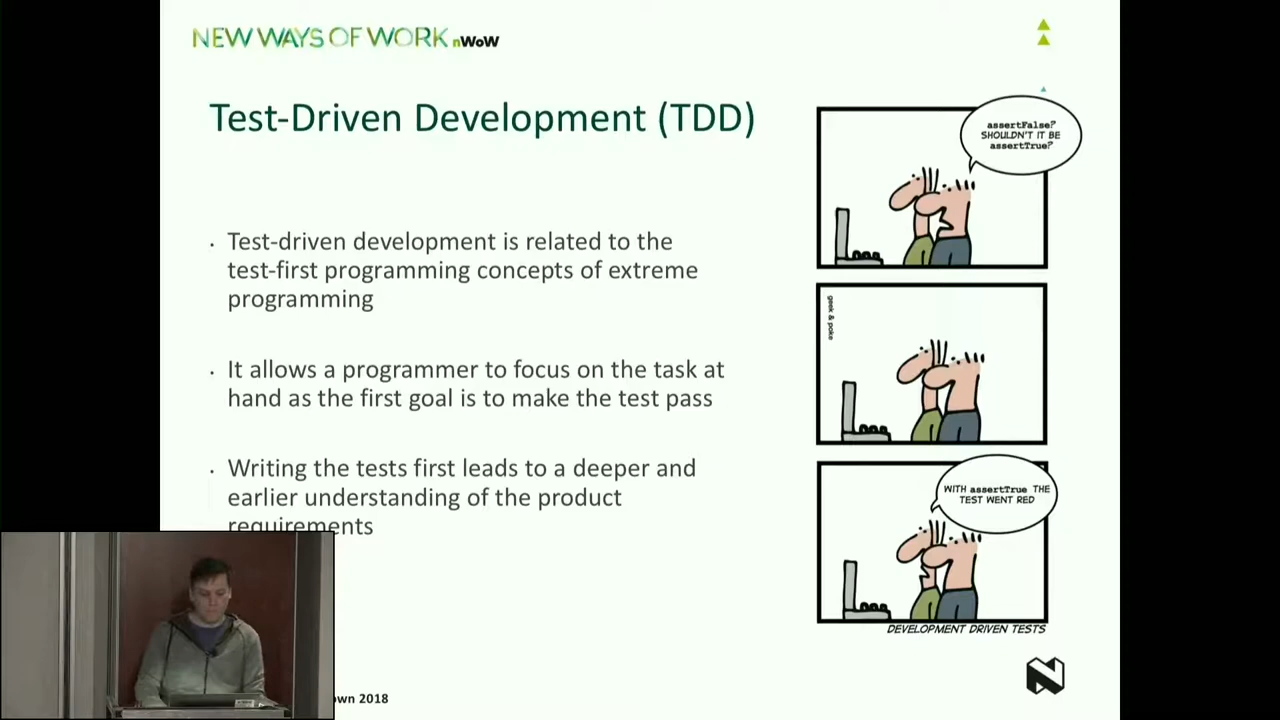 NEW WAYS OF WORK nWoW
Test-Driven Development (TDD)
• Test-driven development is related to the
test-first programming concepts of extreme
programming
• It allows a programmer to focus on the task at
hand as the first goal is to make the test pass
• Writing the tests first leads to a deeper and
earlier understanding of the product
requirements
assertFalse?
SHOULDN'T IT BE
assertTrue?
geek & poke
WITH assertTrue THE
TEST WENT RED
DEVELOPMENT DRIVEN TESTS
2018